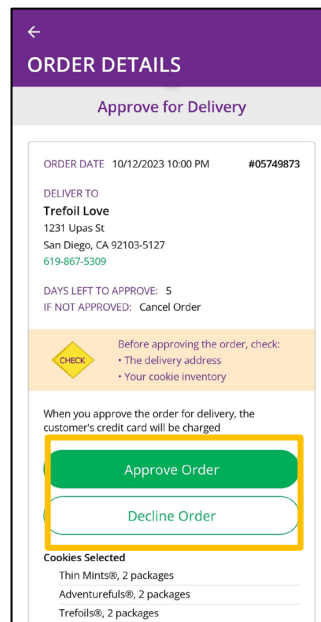 ORDER DETAILS
Approve for Delivery
ORDER DATE 10/12/2023 10:00 PM #05749873
DELIVER TO
Trefoil Love
1231 Upas St
San Diego, CA 92103-5127
619-867-5309
DAYS LEFT TO APPROVE: 5
IF NOT APPROVED: Cancel Order
CHECK
Before approving the order, check:
• The delivery address
• Your cookie inventory
When you approve the order for delivery, the
customer's credit card will be charged
Approve Order
Decline Order
Cookies Selected
Thin Mints®, 2 packages
Adventurefuls®, 2 packages
Trefoils®, 2 packages